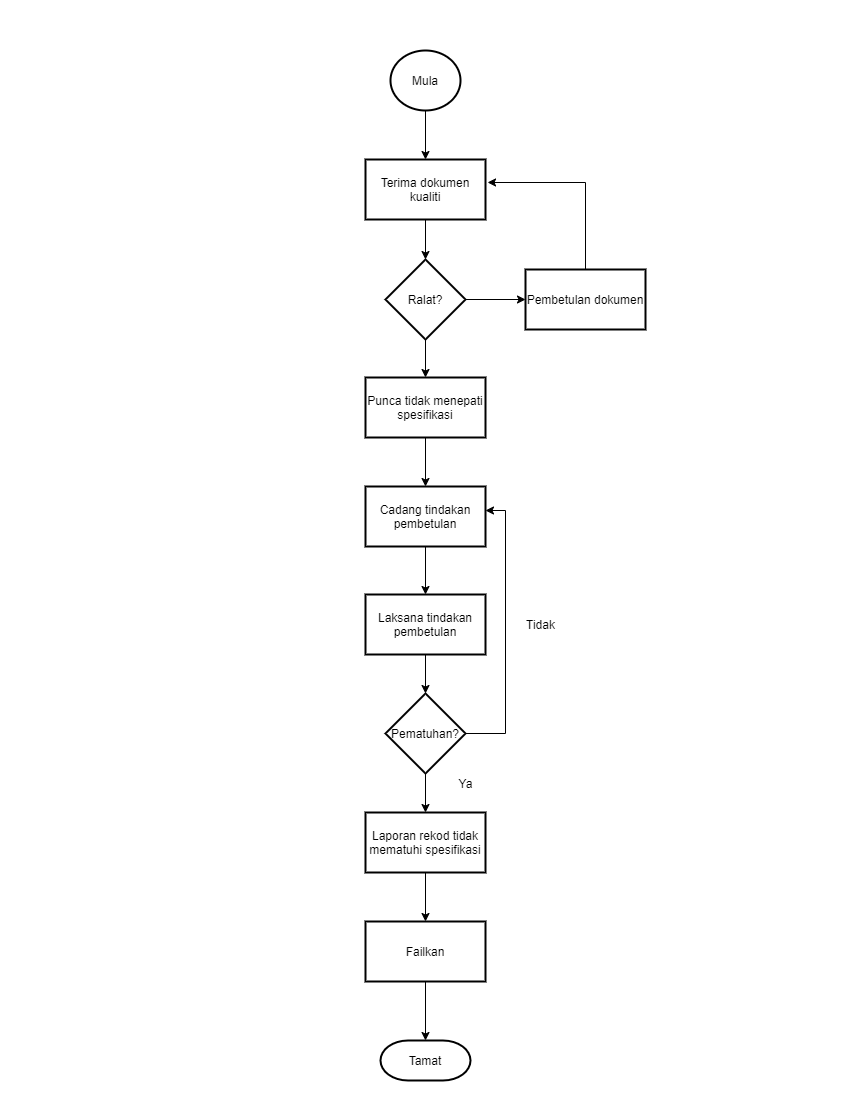 Mula
Terima dokumen
kualiti
Ralat?
Pembetulan dokumen
Punca tidak menepati
spesifikasi
Cadang tindakan
pembetulan
Laksana tindakan
pembetulan
Tidak
Pematuhan?
Ya
Laporan rekod tidak
mematuhi spesifikasi
Failkan
Tamat